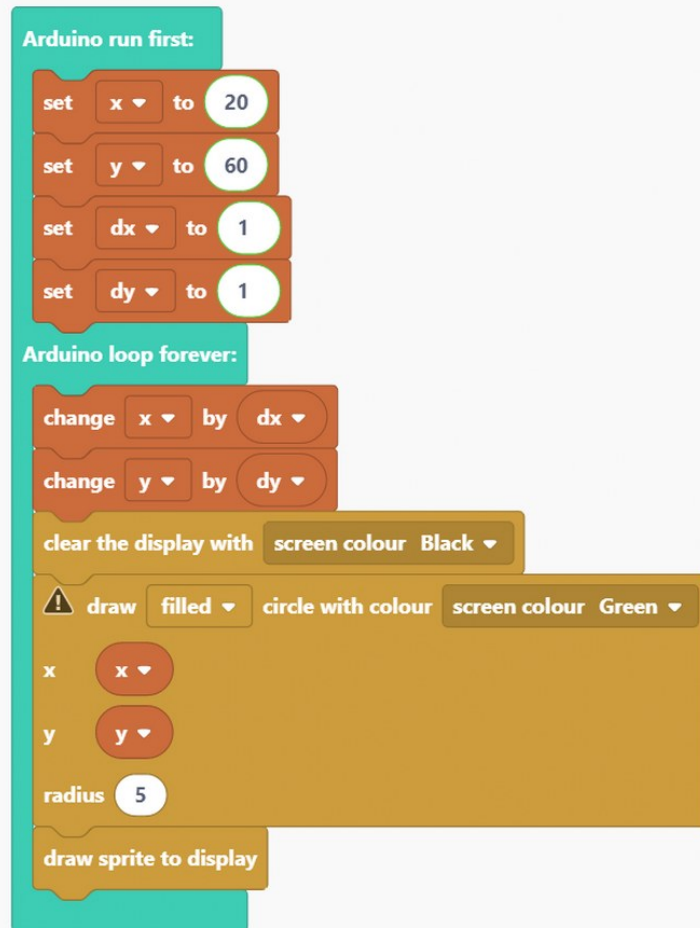 Arduino run first:
set x to 20
set y to 60
set dx to 1
set dy to 1
Arduino loop forever:
change x by dx
change y by dy
clear the display with screen colour Black
draw filled circle with colour screen colour Green
x x
y y
radius 5
draw sprite to display